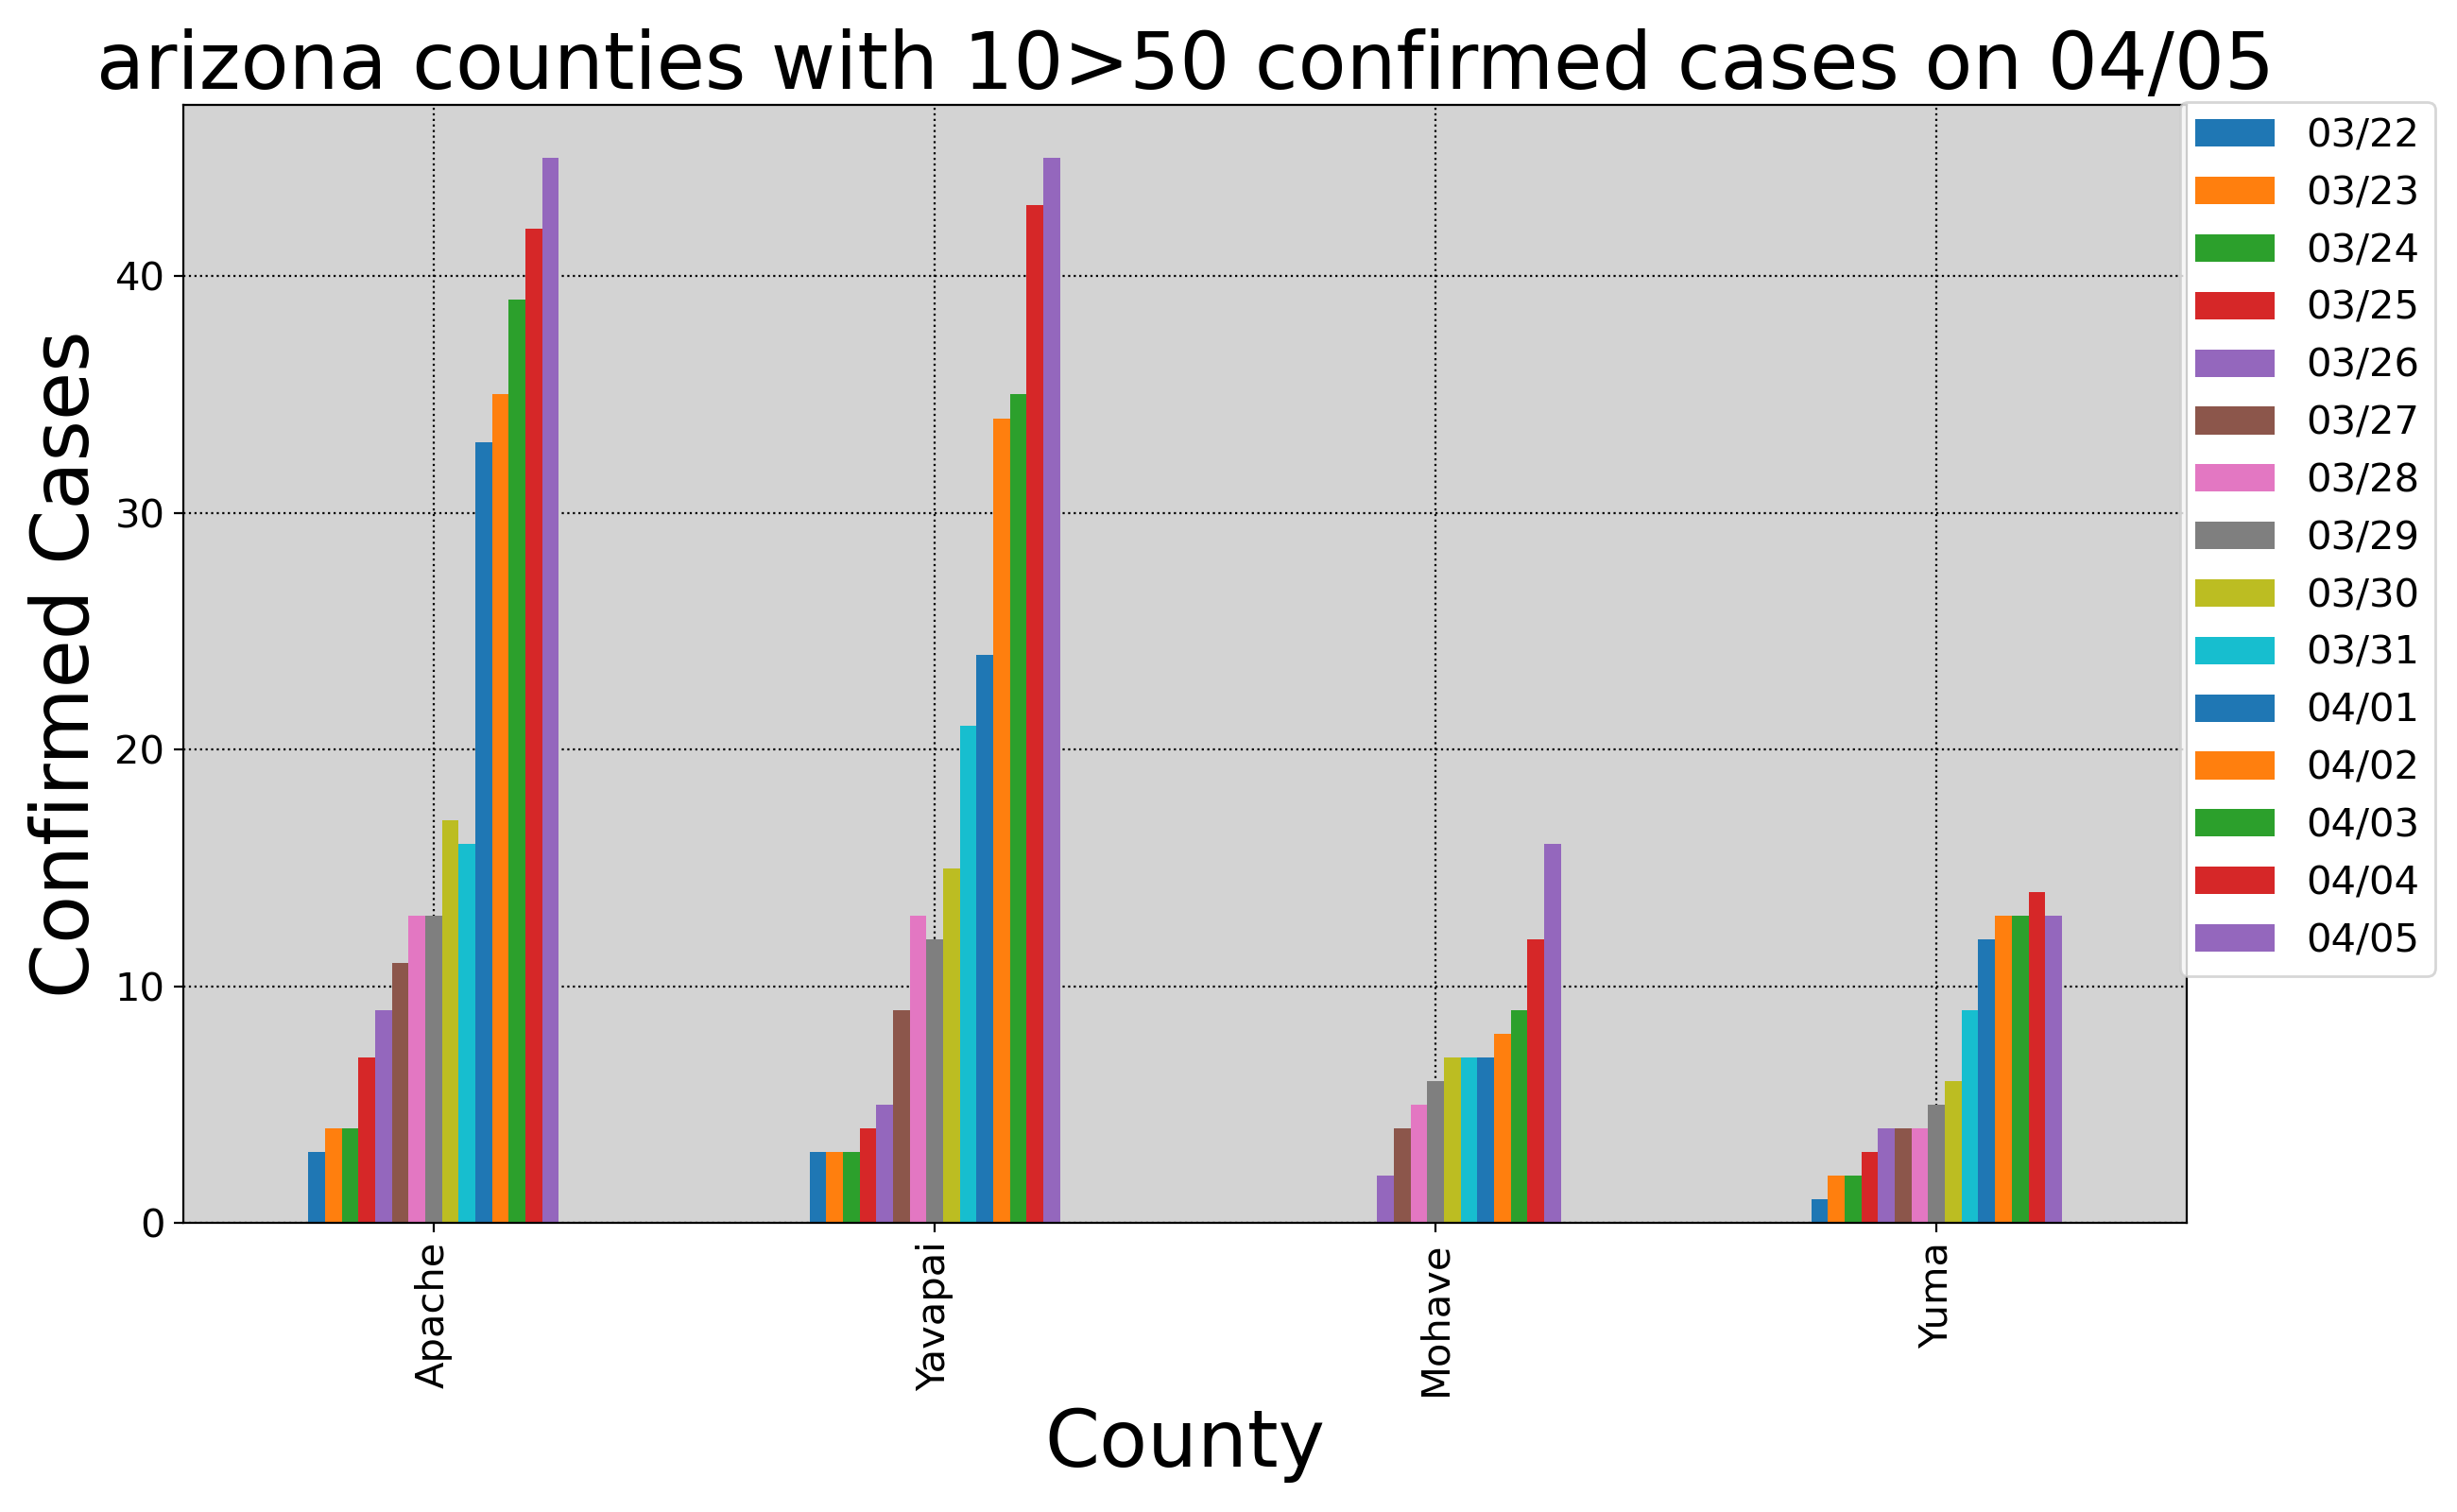 arizona counties with 10>50 confirmed cases on 04/05
Confirmed Cases
40
30
20
10
0
Apache
Yavapai
Mohave
Yuma
County
03/22
03/23
03/24
03/25
03/26
03/27
03/28
03/29
03/30
03/31
04/01
04/02
04/03
04/04
04/05